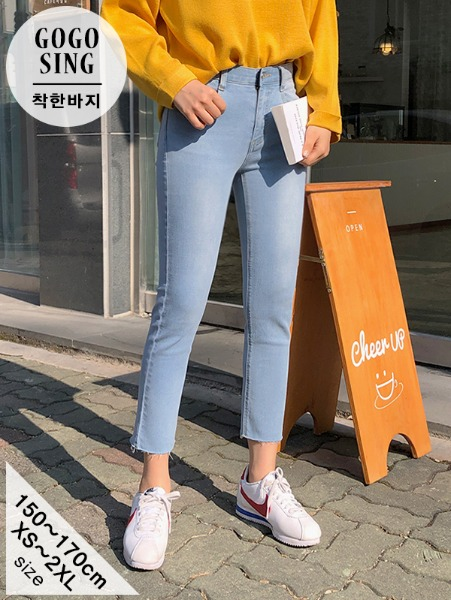 GOGO
SING
착한바지
OPEN
Cheer UP
150~170cm
XS~2XL
size